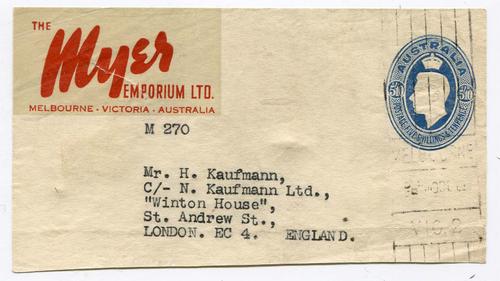 THE
Myer
EMPORIUM LTD.
MELBOURNE - VICTORIA - AUSTRALIA
AUSTRALIA
M 270
Mr. H. Kaufmann,
C/- N. Kaufmann Ltd.,
"Winton House",
St. Andrew St.,
LONDON. EC 4. ENGLAND.